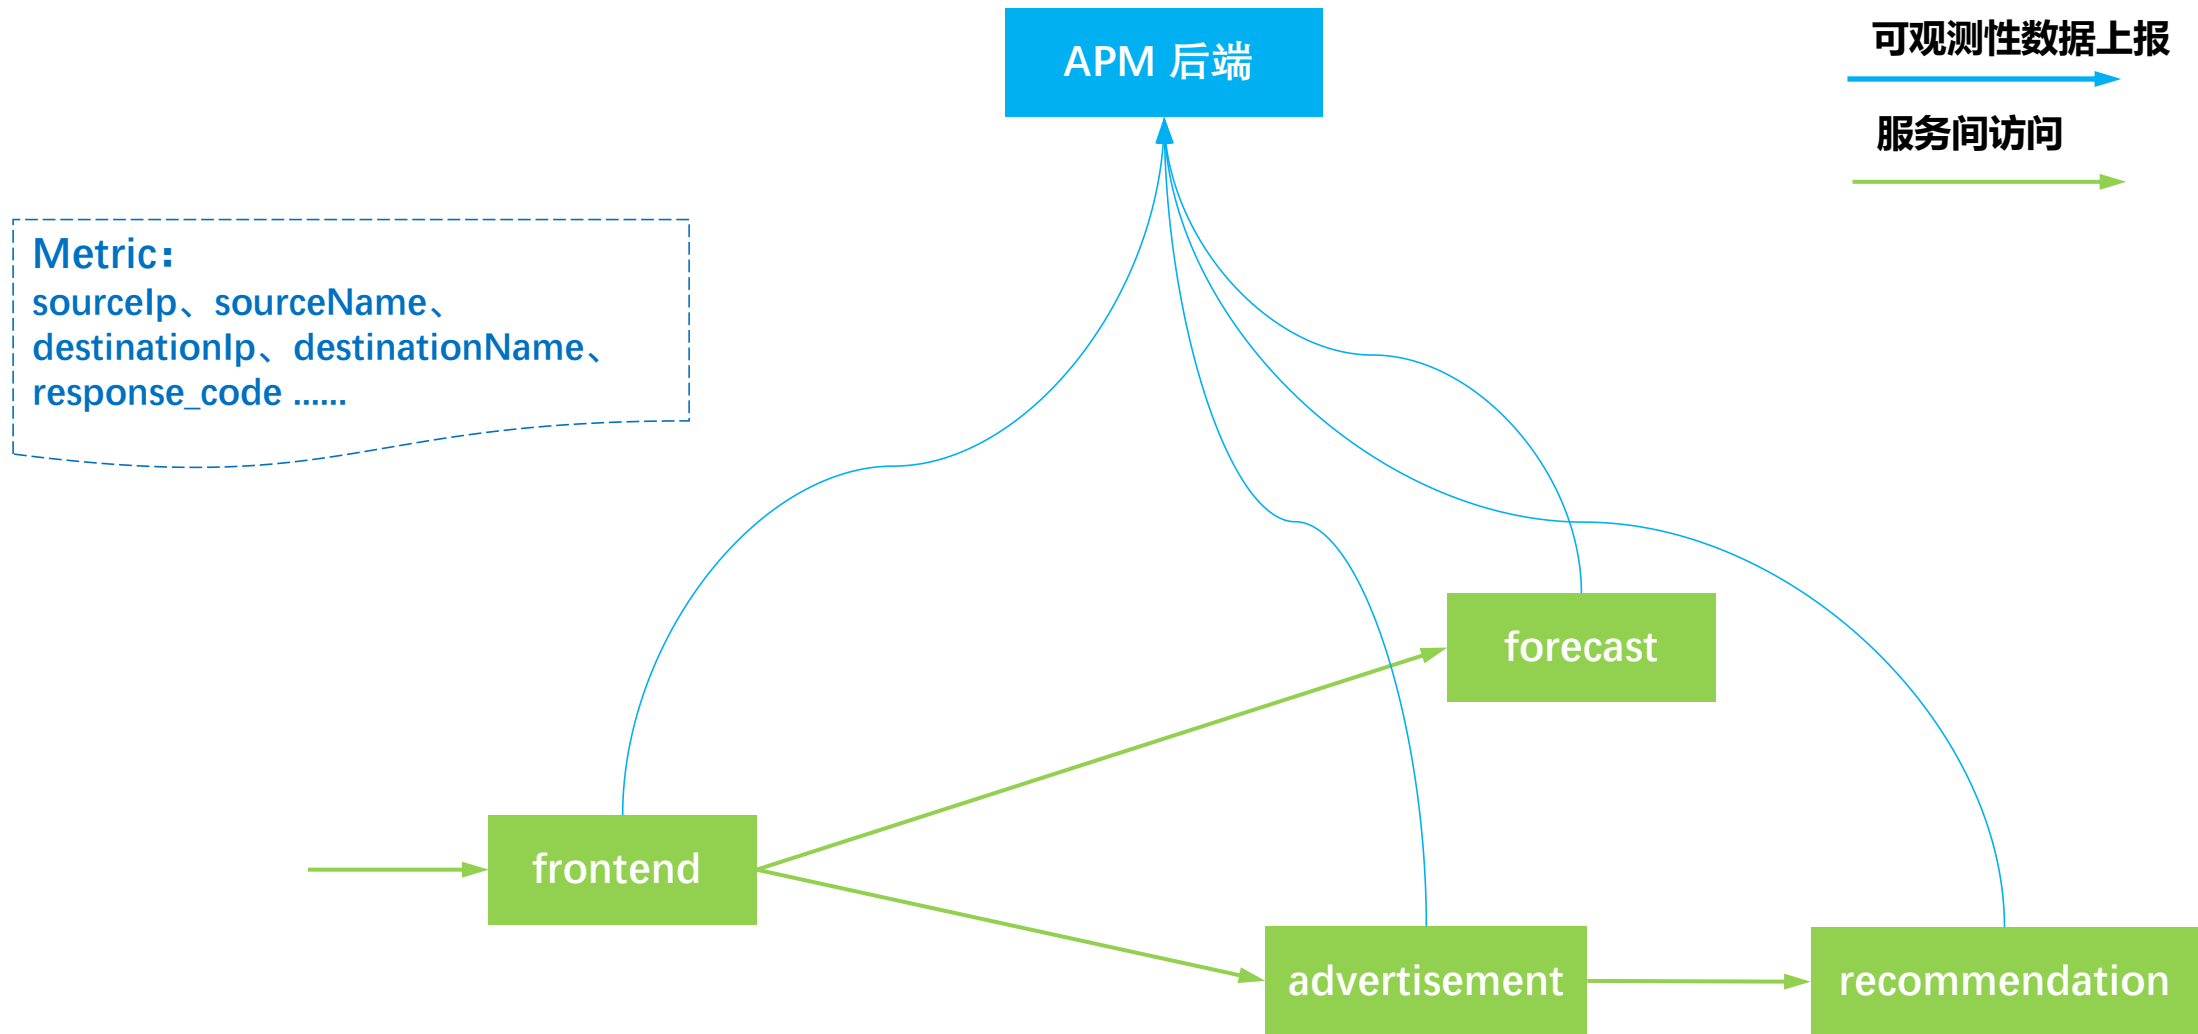 APM 后端
可观测性数据上报
服务间访问
Metric：
sourceIp、sourceName、
destinationIp、destinationName、
response_code ......
forecast
frontend
advertisement
recommendation